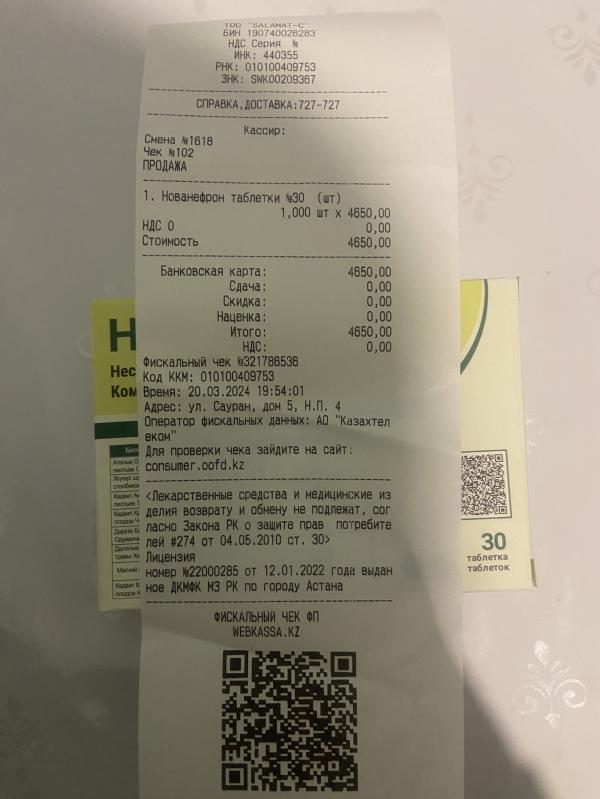 ТОО "SALAMAT-C"
БИН 190740026283
НДС Серия №
ИНК: 440355
РНК: 010100409753
ЗНК: SWK00209367
СПРАВКА,ДОСТАВКА:727-727
Кассир:
Смена №1618
Чек №102
ПРОДАЖА
1. Нованефрон таблетки №30 (шт)
1,000 шт x 4650,00
НДС 0 0,00
Стоимость 4650,00
Банковская карта: 4650,00
Сдача: 0,00
Скидка: 0,00
Наценка: 0,00
Итого: 4650,00
НДС: 0,00
Фискальный чек №321786536
Код ККМ: 010100409753
Время: 20.03.2024 19:54:01
Адрес: ул. Сауран, дом 5, Н.П. 4
Оператор фискальных данных: АО "Казахтел
еком"
Для проверки чека зайдите на сайт:
consumer.oofd.kz
<Лекарственные средства и медицинские из
делия возврату и обмену не подлежат, сог
ласно Закона РК о защите прав потребите
лей #274 от 04.05.2010 ст. 30>
Лицензия
номер №22000285 от 12.01.2022 года выдан
ное ДКМФК МЗ РК по городу Астана
ФИСКАЛЬНЫЙ ЧЕК ФП
WEBKASSA.KZ
Н
Нес
Ком
30
таблетка
таблеток